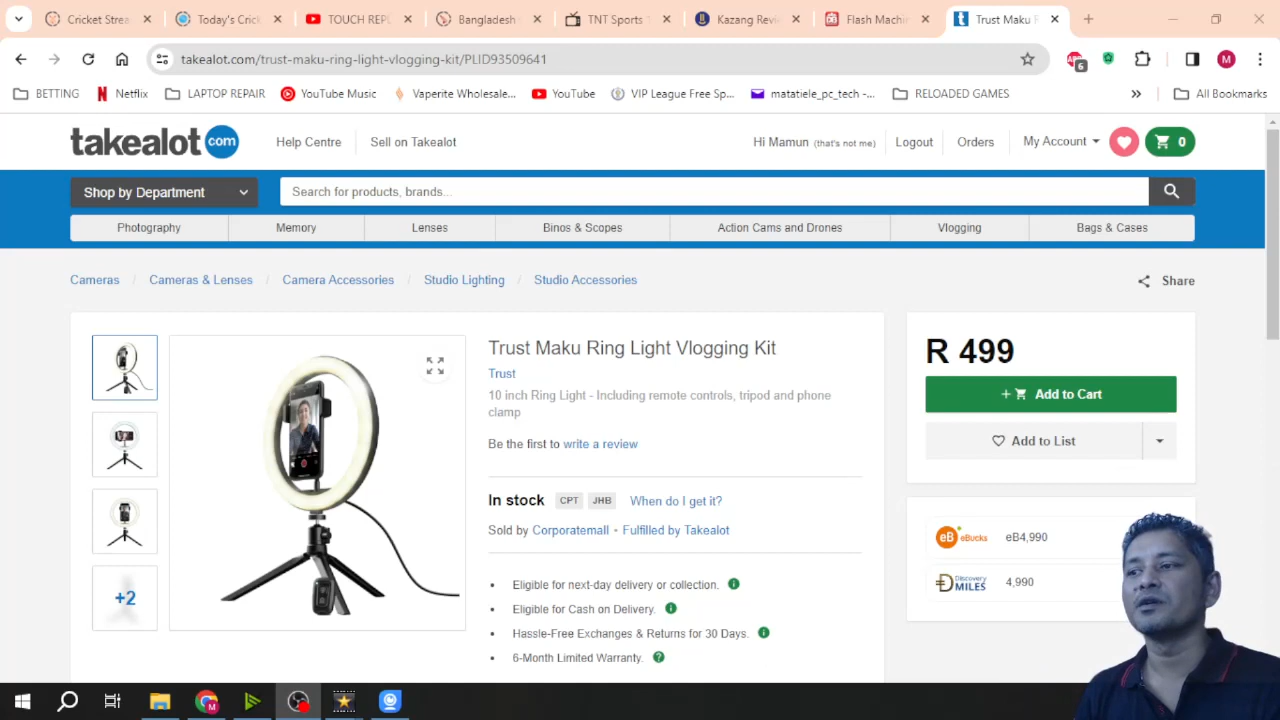 Cricket Strea
Today's Crick
TOUCH REPL
Bangladesh
TNT Sports
Kazang Revie
Flash Machin
Trust Maku R
takealot.com/trust-maku-ring-light-vlogging-kit/PLID93509641
6
M
BETTING
Netflix
LAPTOP REPAIR
YouTube Music
Vaperite Wholesale...
YouTube
VIP League Free Sp...
matatiele_pc_tech -...
RELOADED GAMES
»
All Bookmarks
takealot com
Help Centre
Sell on Takealot
Hi Mamun (that's not me)
Logout
Orders
My Account
0
Shop by Department
Search for products, brands...
Photography
Memory
Lenses
Binos & Scopes
Action Cams and Drones
Vlogging
Bags & Cases
Cameras / Cameras & Lenses / Camera Accessories / Studio Lighting / Studio Accessories
Share
Trust Maku Ring Light Vlogging Kit
Trust
10 inch Ring Light - Including remote controls, tripod and phone
clamp
Be the first to write a review
In stock CPT JHB When do I get it?
Sold by Corporatemall • Fulfilled by Takealot
• Eligible for next-day delivery or collection.
• Eligible for Cash on Delivery.
• Hassle-Free Exchanges & Returns for 30 Days.
• 6-Month Limited Warranty.
+2
R 499
+ Add to Cart
Add to List
eB eBucks eB4,990
Discovery MILES 4,990
M